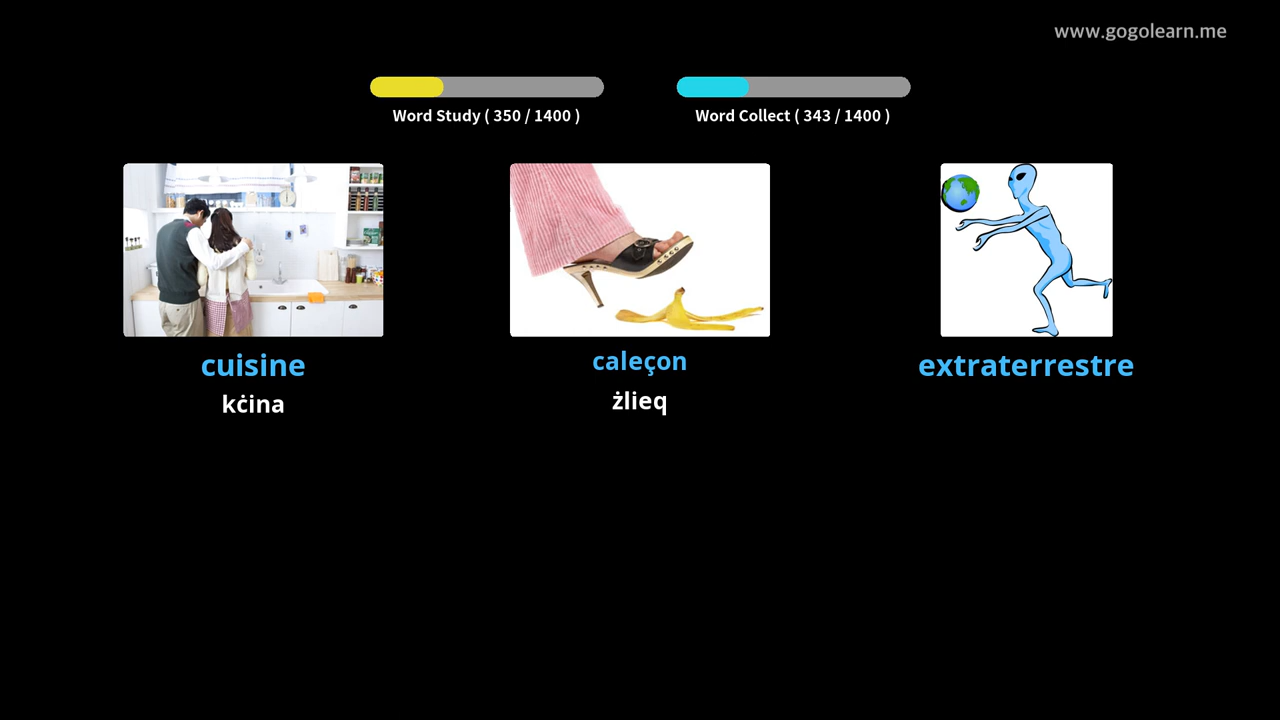 www.gogolearn.me
Word Study ( 350 / 1400 )
Word Collect ( 343 / 1400 )
cuisine
kċina
caleçon
żlieq
extraterrestre